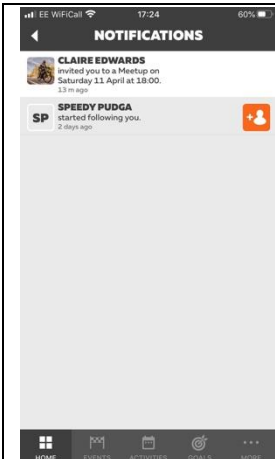 EE WiFiCall 17:24 60%
NOTIFICATIONS
CLAIRE EDWARDS
invited you to a Meetup on
Saturday 11 April at 18:00.
13 m ago
SP
SPEEDY PUDGA
started following you.
2 days ago
HOME EVENTS ACTIVITIES GOALS MORE